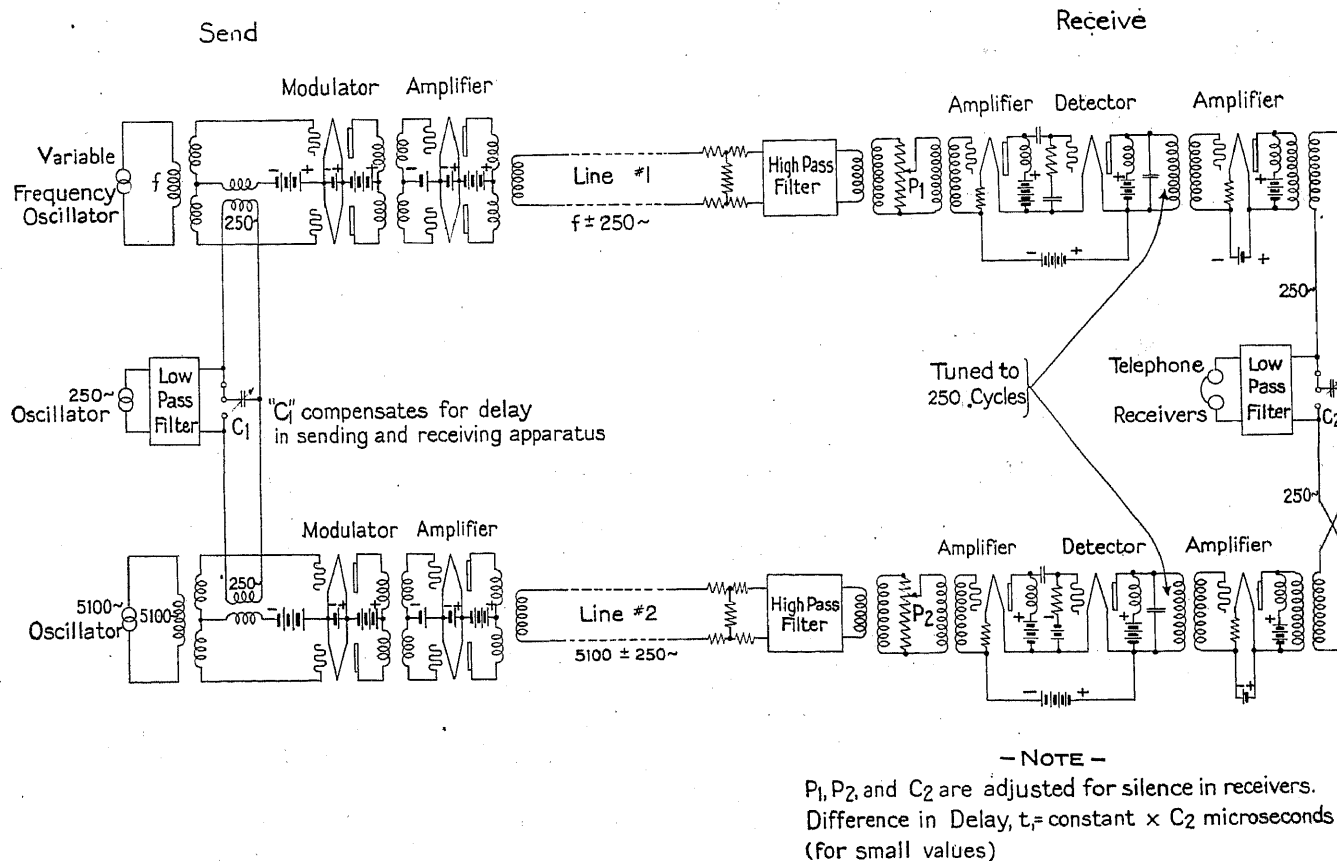 Send
Receive
Modulator
Amplifier
Amplifier
Detector
Amplifier
Variable
Frequency
Oscillator
f
250~
Line #1
f ± 250~
High Pass
Filter
P1
- +
- +
250~
250~
Oscillator
Low
Pass
Filter
C1
"C1" compensates for delay
in sending and receiving apparatus
Tuned to
250 Cycles
Telephone
Receivers
Low
Pass
Filter
C2
250~
Modulator
Amplifier
Amplifier
Detector
Amplifier
5100~
Oscillator
5100
250~
Line #2
5100 ± 250~
High Pass
Filter
P2
- +
- +
- NOTE -
P1, P2, and C2 are adjusted for silence in receivers.
Difference in Delay, t,= constant x C2 microseconds
(for small values)